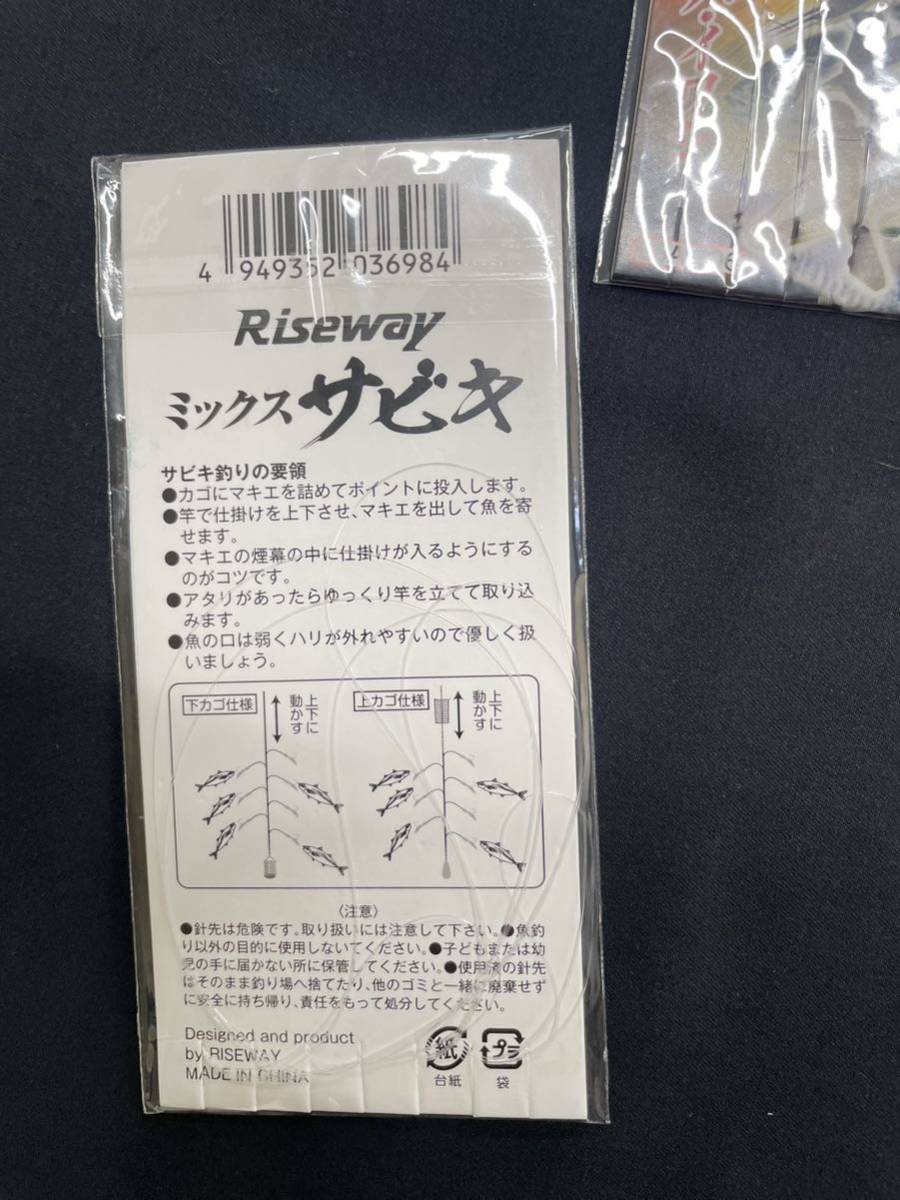 4 949352 036984
Riseway
ミックスサビキ
サビキ釣りの要領
●カゴにマキエを詰めてポイントに投入します。
●竿で仕掛けを上下させ、マキエを出して魚を寄
せます。
●マキエの煙幕の中に仕掛けが入るようにする
のがコツです。
●アタリがあったらゆっくり竿を立てて取り込
みます。
●魚の口は弱くハリが外れやすいので優しく扱
いましょう。
下カゴ仕様
上下に
動かす
上カゴ仕様
上下に
動かす
〈注意〉
●針先は危険です。取り扱いには注意して下さい。●魚釣
り以外の目的に使用しないてください。●子どもまたは幼
児の手に届かない所に保管してください。●使用済の針先
はそのまま釣り場へ捨てたり、他のゴミと一緒に廃棄せず
に安全に持ち帰り、責任をもって処分してください。
Designed and product
by RISEWAY
MADE IN CHINA
紙
台紙
プラ
袋